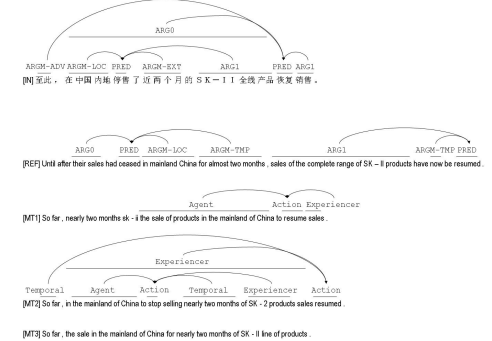 ARG0
ARGM-ADV ARGM-LOC PRED ARGM-EXT ARG1 PRED ARG1
[IN] 至此 , 在 中国 内地 停售 了 近 两 个 月 的 SK-II 全线 产品 恢复 销售 。
ARG0 PRED ARGM-LOC ARGM-TMP ARG1 ARGM-TMP PRED
[REF] Until after their sales had ceased in mainland China for almost two months , sales of the complete range of SK – II products have now be resumed .
Agent Action Experiencer
[MT1] So far , nearly two months sk - ii the sale of products in the mainland of China to resume sales .
Experiencer
Temporal Agent Action Temporal Experiencer Action
[MT2] So far , in the mainland of China to stop selling nearly two months of SK - 2 products sales resumed .
[MT3] So far , the sale in the mainland of China for nearly two months of SK - II line of products .